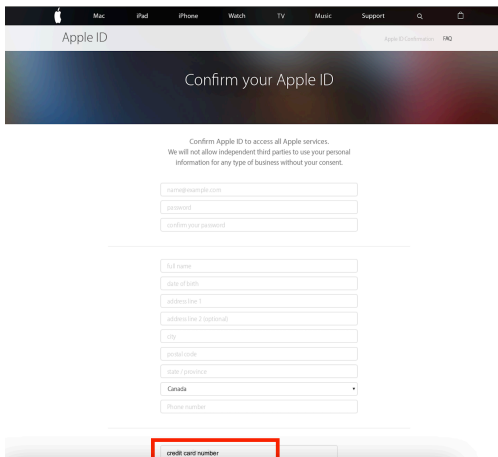 Mac iPad iPhone Watch TV Music Support
Apple ID
Apple ID Confirmation FAQ
Confirm your Apple ID
Confirm Apple ID to access all Apple services.
We will not allow independent third parties to use your personal
information for any type of business without your consent.
name@example.com
password
confirm your password
full name
date of birth
address line 1
address line 2 (optional)
city
postal code
state / province
Canada
Phone number
credit card number